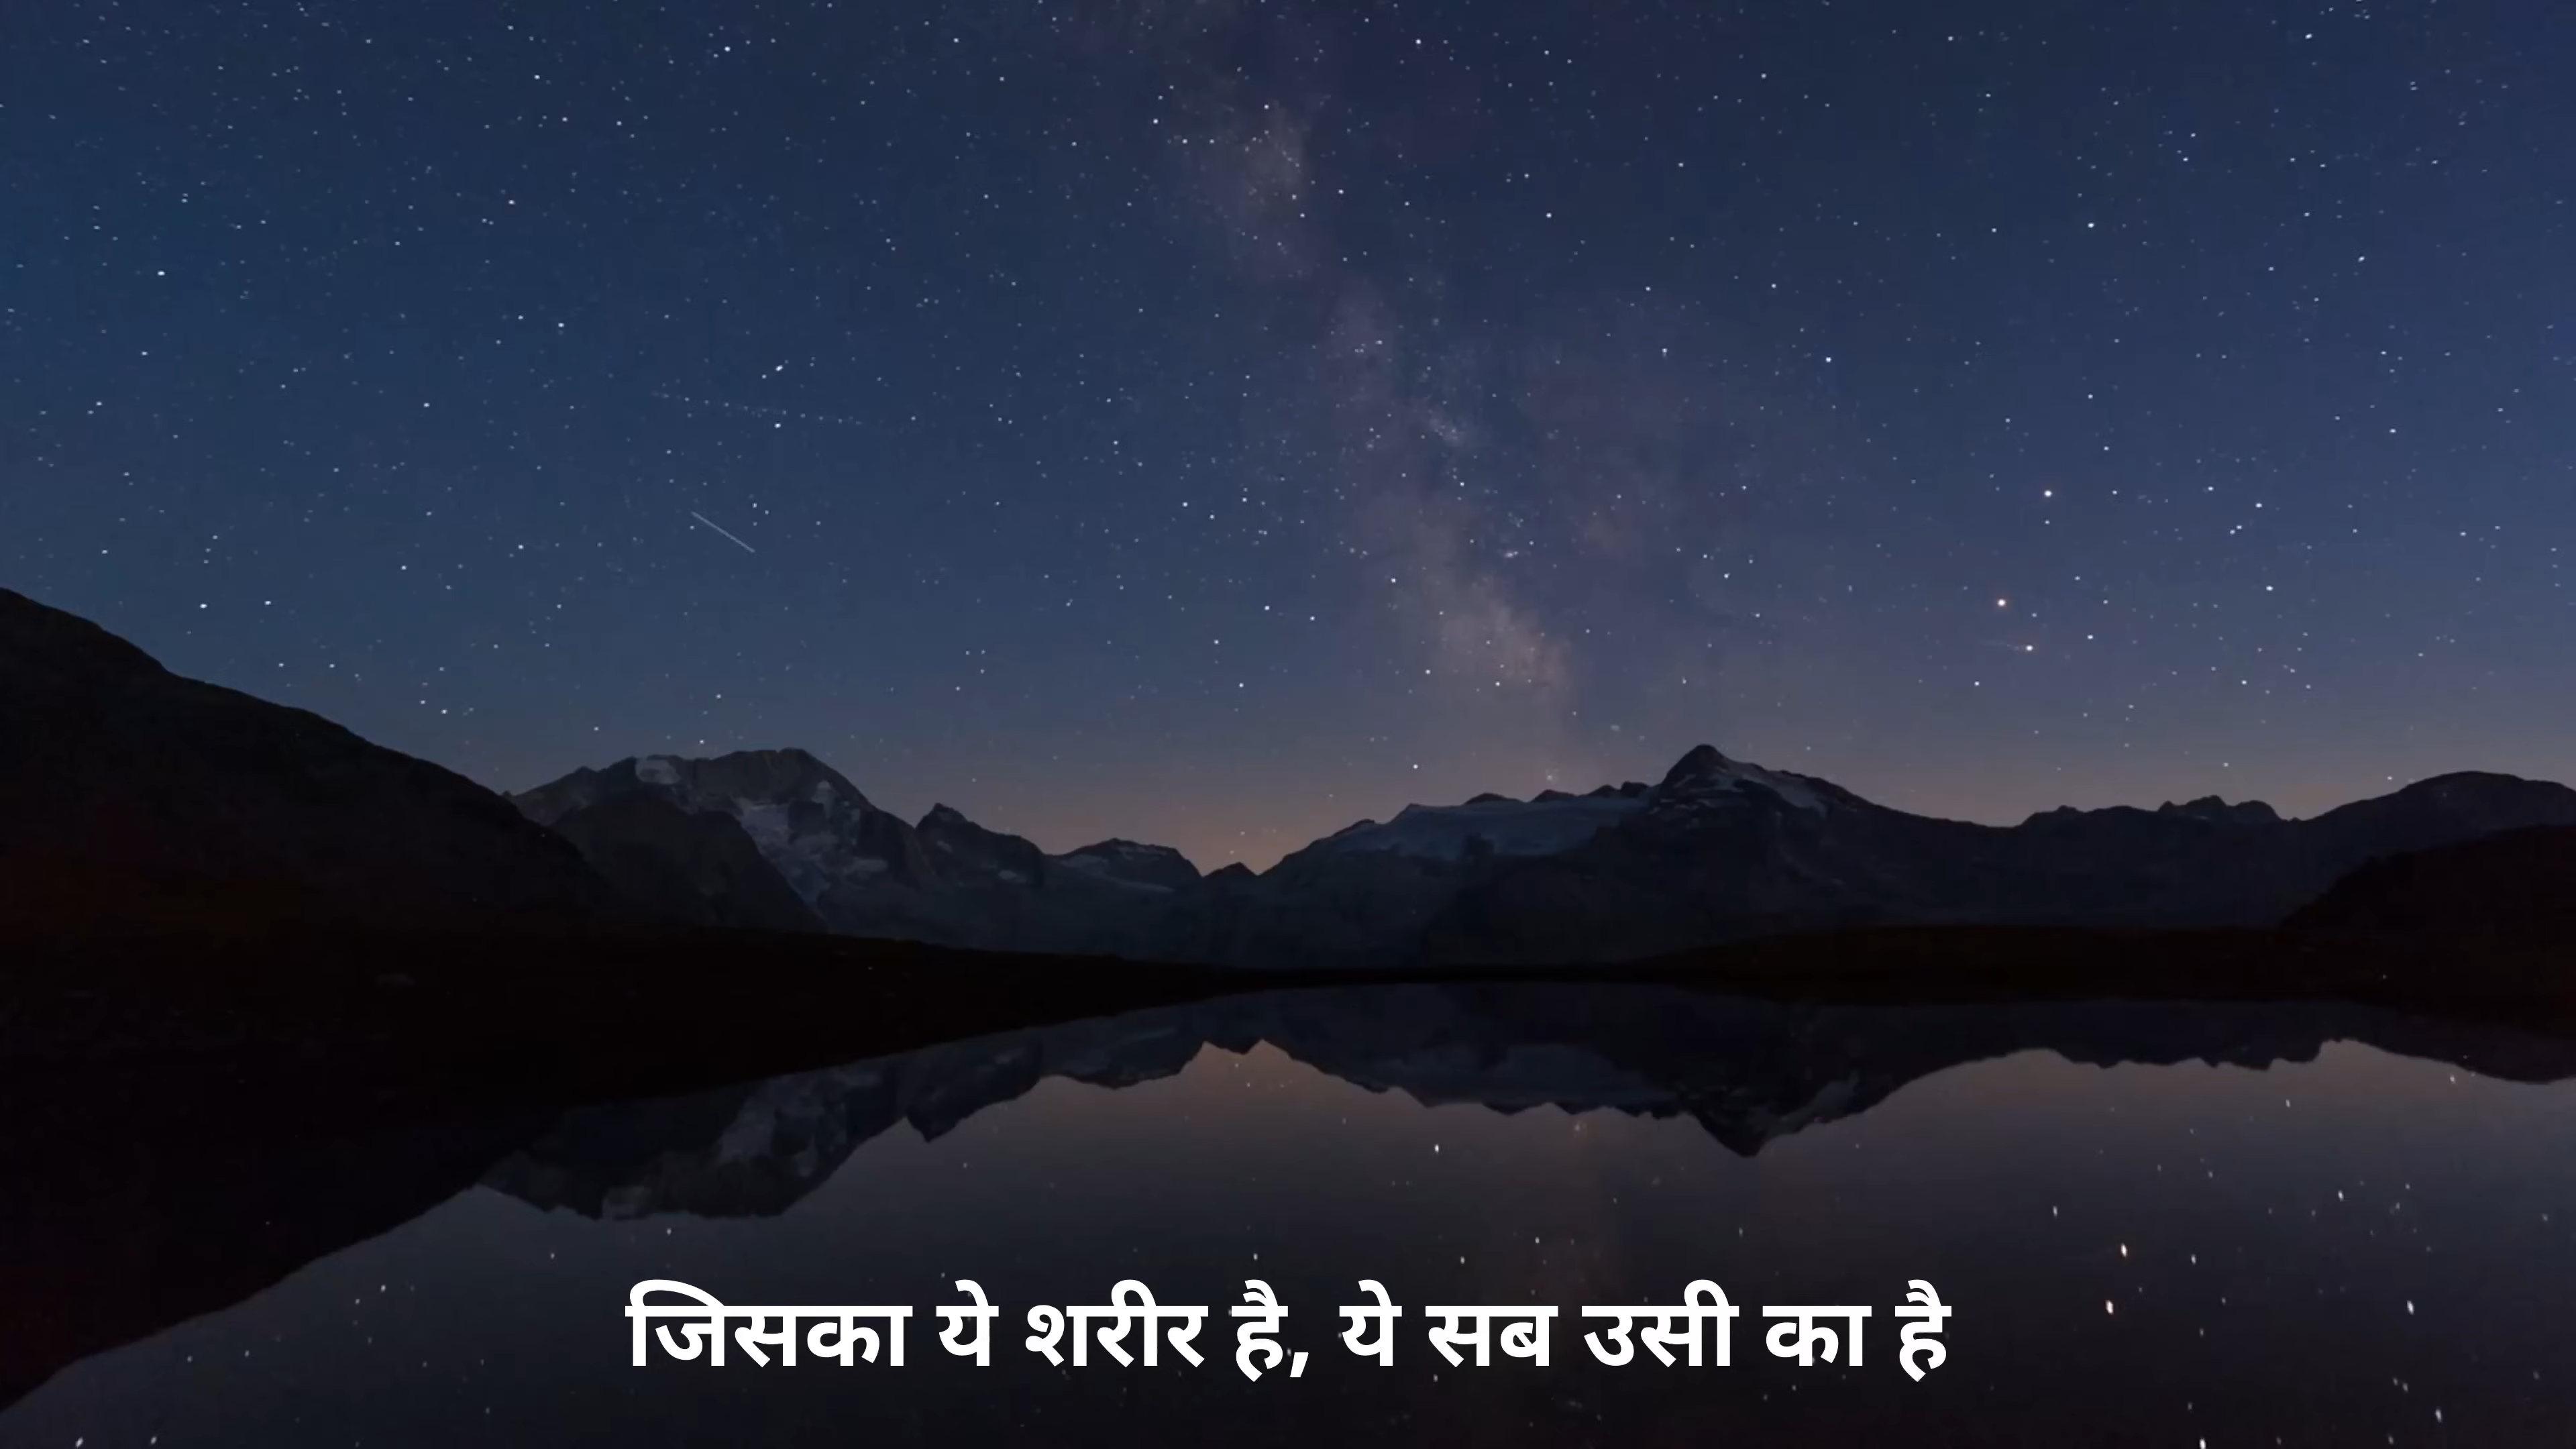 जिसका ये शरीर है, ये सब उसी का है